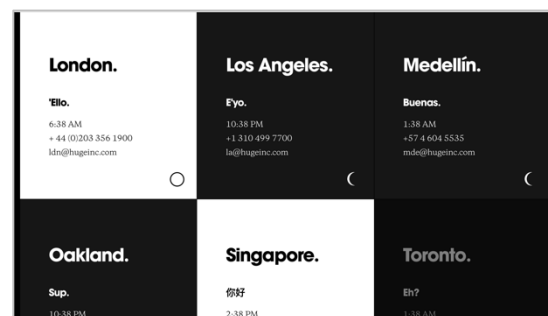 London.
'Ello.
6:38 AM
+ 44 (0)203 356 1900
ldn@hugeinc.com
Los Angeles.
E'yo.
10:38 PM
+1 310 499 7700
la@hugeinc.com
Medellín.
Buenas.
1:38 AM
+57 4 604 5535
mde@hugeinc.com
Oakland.
Sup.
10:38 PM
Singapore.
你好
2:38 PM
Toronto.
Eh?
1:38 AM